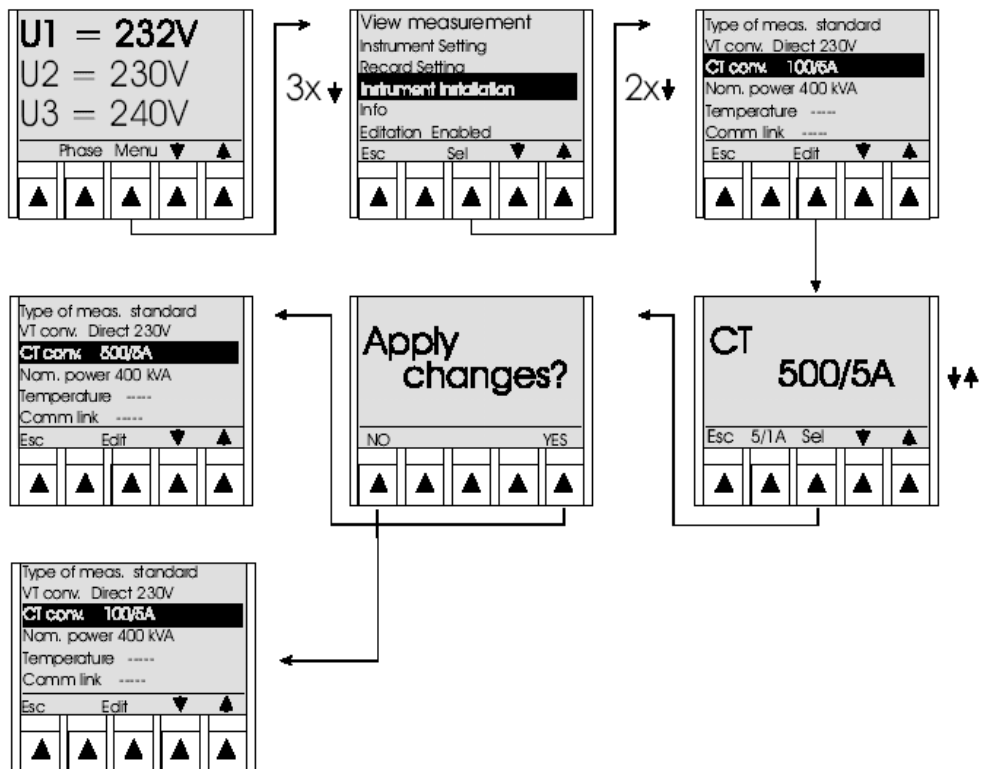 U1 = 232V
U2 = 230V
U3 = 240V
Phase Menu
3x
View measurement
Instrument Setting
Record Setting
Instrument Installation
Info
Editation Enabled
Esc Sel
2x
Type of meas. standard
VT conv. Direct 230V
CT conv. 100/5A
Nom. power 400 kVA
Temperature -----
Comm link -----
Esc Edit
Type of meas. standard
VT conv. Direct 230V
CT conv. 500/5A
Nom. power 400 kVA
Temperature -----
Comm link -----
Esc Edit
Apply
changes?
NO YES
CT
500/5A
Esc 5/1A Sel
Type of meas. standard
VT conv. Direct 230V
CT conv. 100/5A
Nom. power 400 kVA
Temperature -----
Comm link -----
Esc Edit